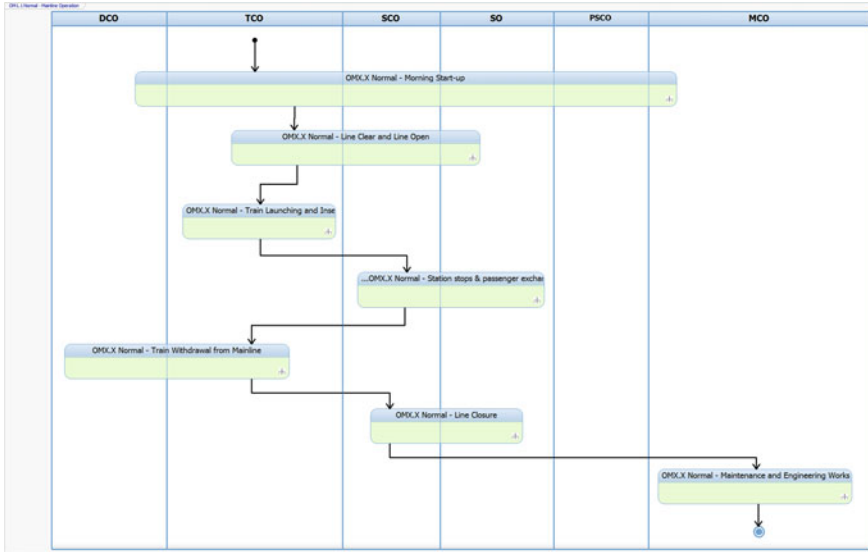 DCO TCO SCO SO PSCO MCO
OMX.X Normal - Morning Start-up
OMX.X Normal - Line Clear and Line Open
OMX.X Normal - Train Launching and Inse
...OMX.X Normal - Station stops & passenger exchan
OMX.X Normal - Train Withdrawal from Mainline
OMX.X Normal - Line Closure
OMX.X Normal - Maintenance and Engineering Works